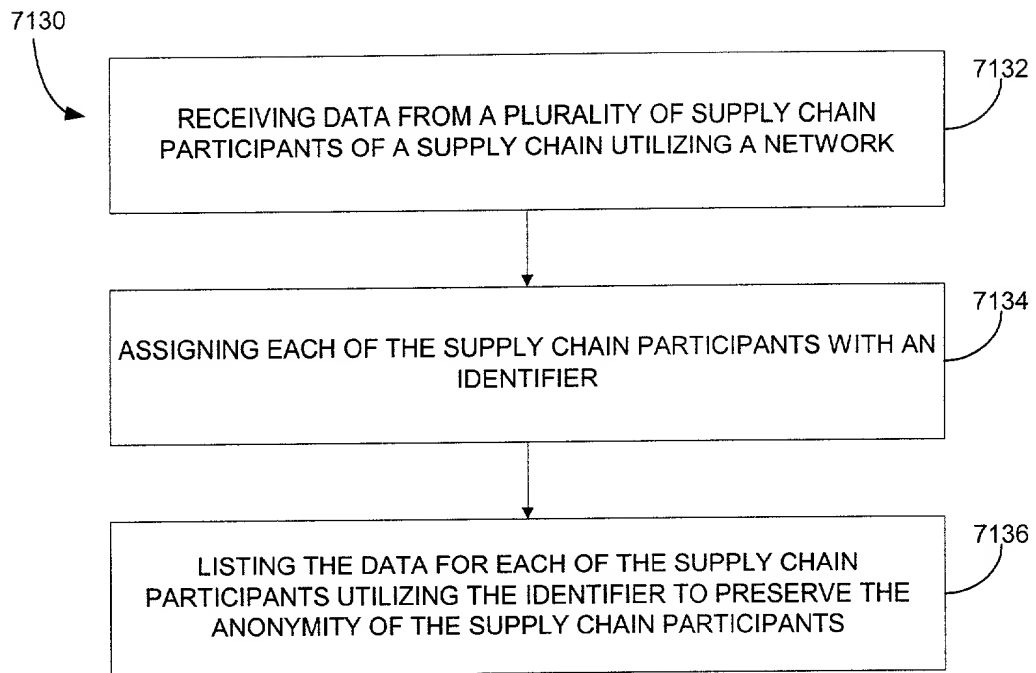 7130
7132
RECEIVING DATA FROM A PLURALITY OF SUPPLY CHAIN
PARTICIPANTS OF A SUPPLY CHAIN UTILIZING A NETWORK
7134
ASSIGNING EACH OF THE SUPPLY CHAIN PARTICIPANTS WITH AN
IDENTIFIER
7136
LISTING THE DATA FOR EACH OF THE SUPPLY CHAIN
PARTICIPANTS UTILIZING THE IDENTIFIER TO PRESERVE THE
ANONYMITY OF THE SUPPLY CHAIN PARTICIPANTS